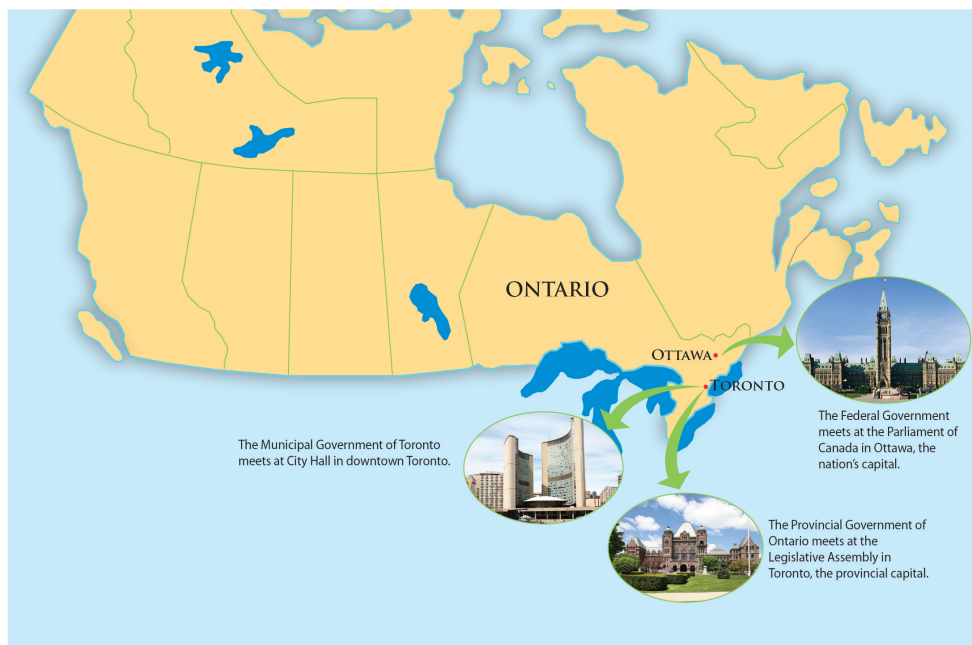 ONTARIO
OTTAWA
TORONTO
The Federal Government
meets at the Parliament of
Canada in Ottawa, the
nation's capital.
The Municipal Government of Toronto
meets at City Hall in downtown Toronto.
The Provincial Government of
Ontario meets at the
Legislative Assembly in
Toronto, the provincial capital.